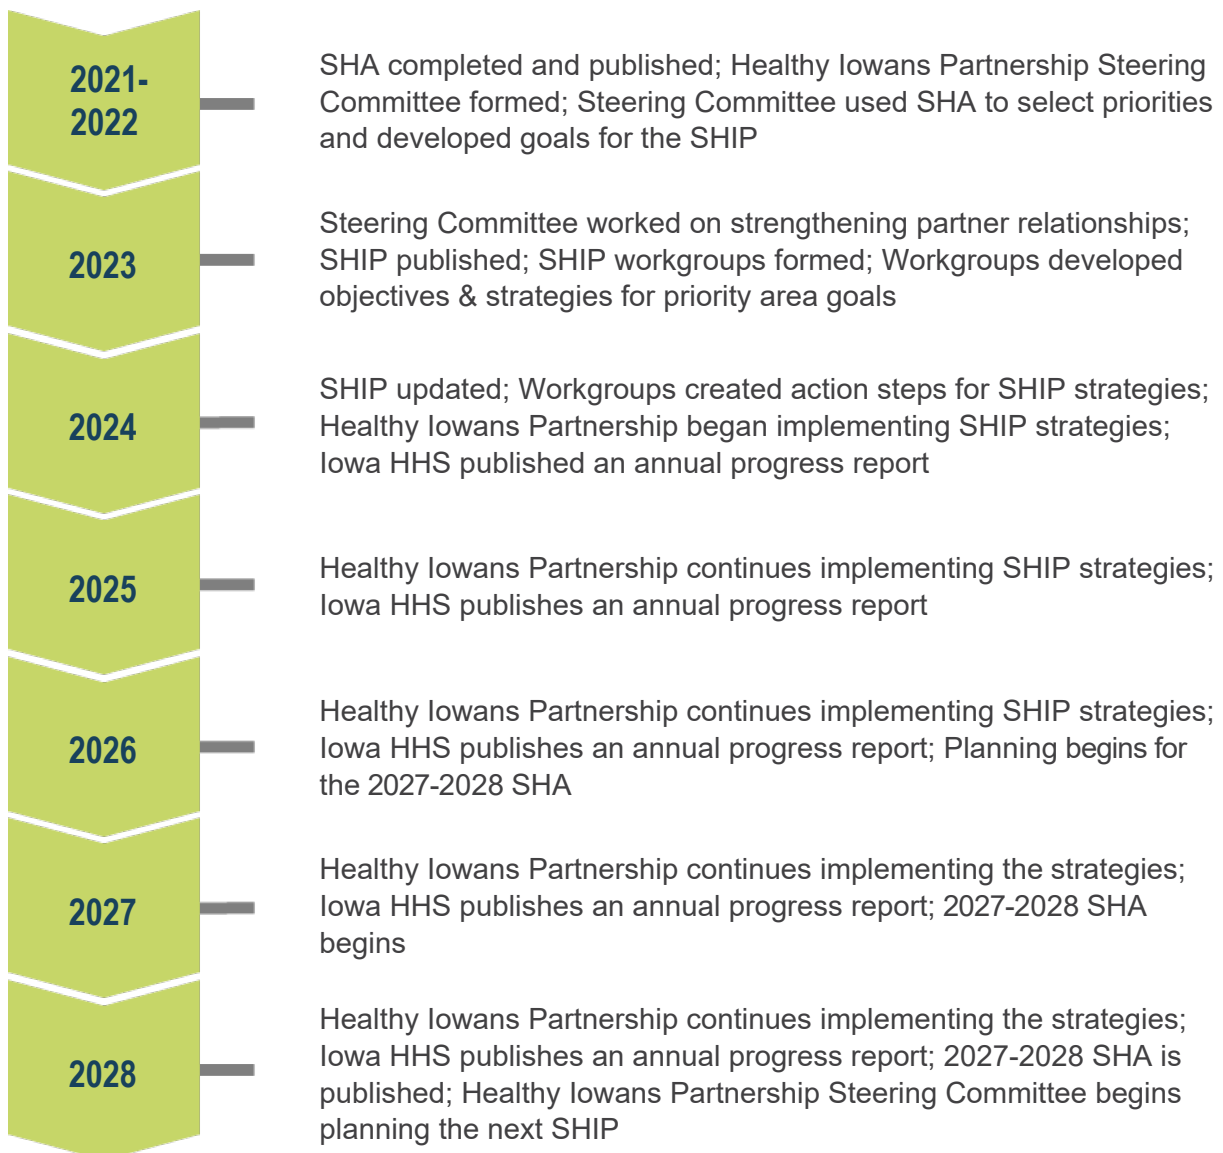 2021-
2022
SHA completed and published; Healthy Iowans Partnership Steering
Committee formed; Steering Committee used SHA to select priorities
and developed goals for the SHIP
2023
Steering Committee worked on strengthening partner relationships;
SHIP published; SHIP workgroups formed; Workgroups developed
objectives & strategies for priority area goals
2024
SHIP updated; Workgroups created action steps for SHIP strategies;
Healthy Iowans Partnership began implementing SHIP strategies;
Iowa HHS published an annual progress report
2025
Healthy Iowans Partnership continues implementing SHIP strategies;
Iowa HHS publishes an annual progress report
2026
Healthy Iowans Partnership continues implementing SHIP strategies;
Iowa HHS publishes an annual progress report; Planning begins for
the 2027-2028 SHA
2027
Healthy Iowans Partnership continues implementing the strategies;
Iowa HHS publishes an annual progress report; 2027-2028 SHA
begins
2028
Healthy Iowans Partnership continues implementing the strategies;
Iowa HHS publishes an annual progress report; 2027-2028 SHA is
published; Healthy Iowans Partnership Steering Committee begins
planning the next SHIP